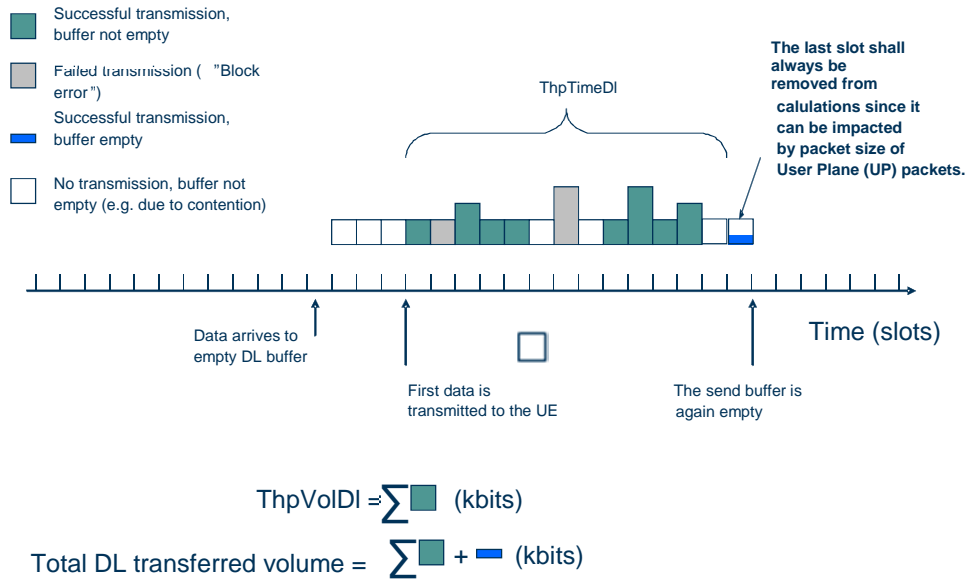 Successful transmission,
buffer not empty
Failed transmission ( "Block
error")
Successful transmission,
buffer empty
No transmission, buffer not
empty (e.g. due to contention)
ThpTimeDl
The last slot shall
always be
removed from
calulations since it
can be impacted
by packet size of
User Plane (UP) packets.
Data arrives to
empty DL buffer
First data is
transmitted to the UE
The send buffer is
again empty
Time (slots)
ThpVolDl = ∑ (kbits)
Total DL transferred volume = ∑ + (kbits)